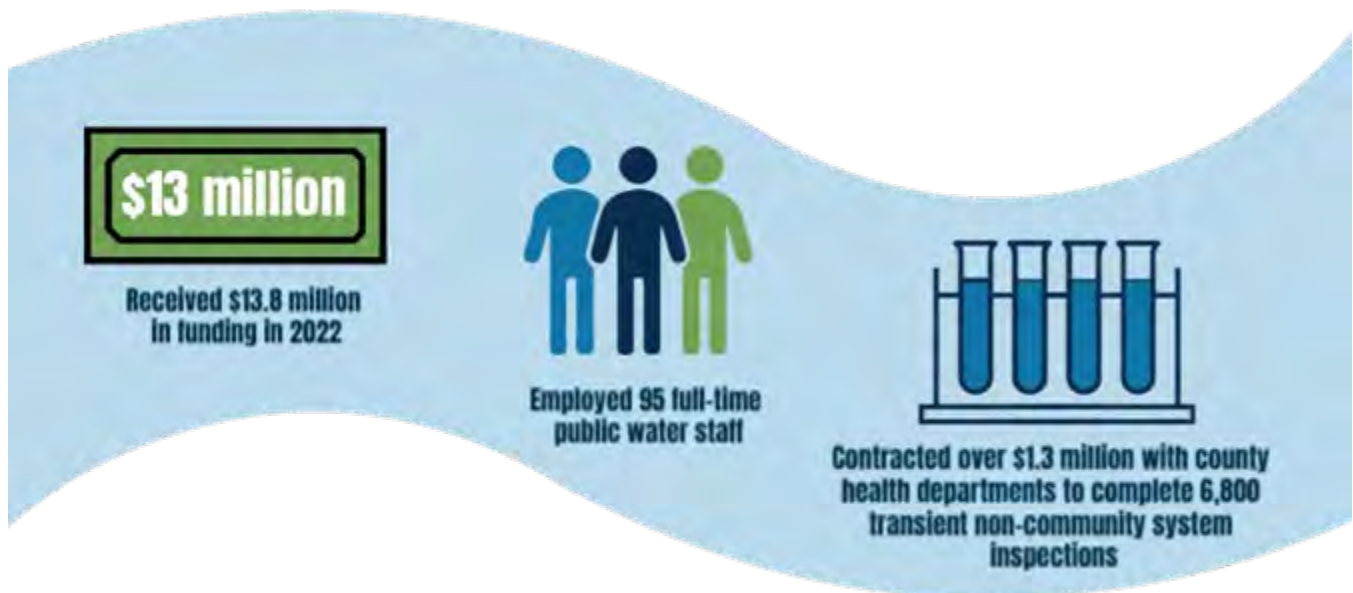 $13 million
Received $13.8 million
in funding in 2022
Employed 95 full-time
public water staff
Contracted over $1.3 million with county
health departments to complete 6,800
transient non-community system
inspections